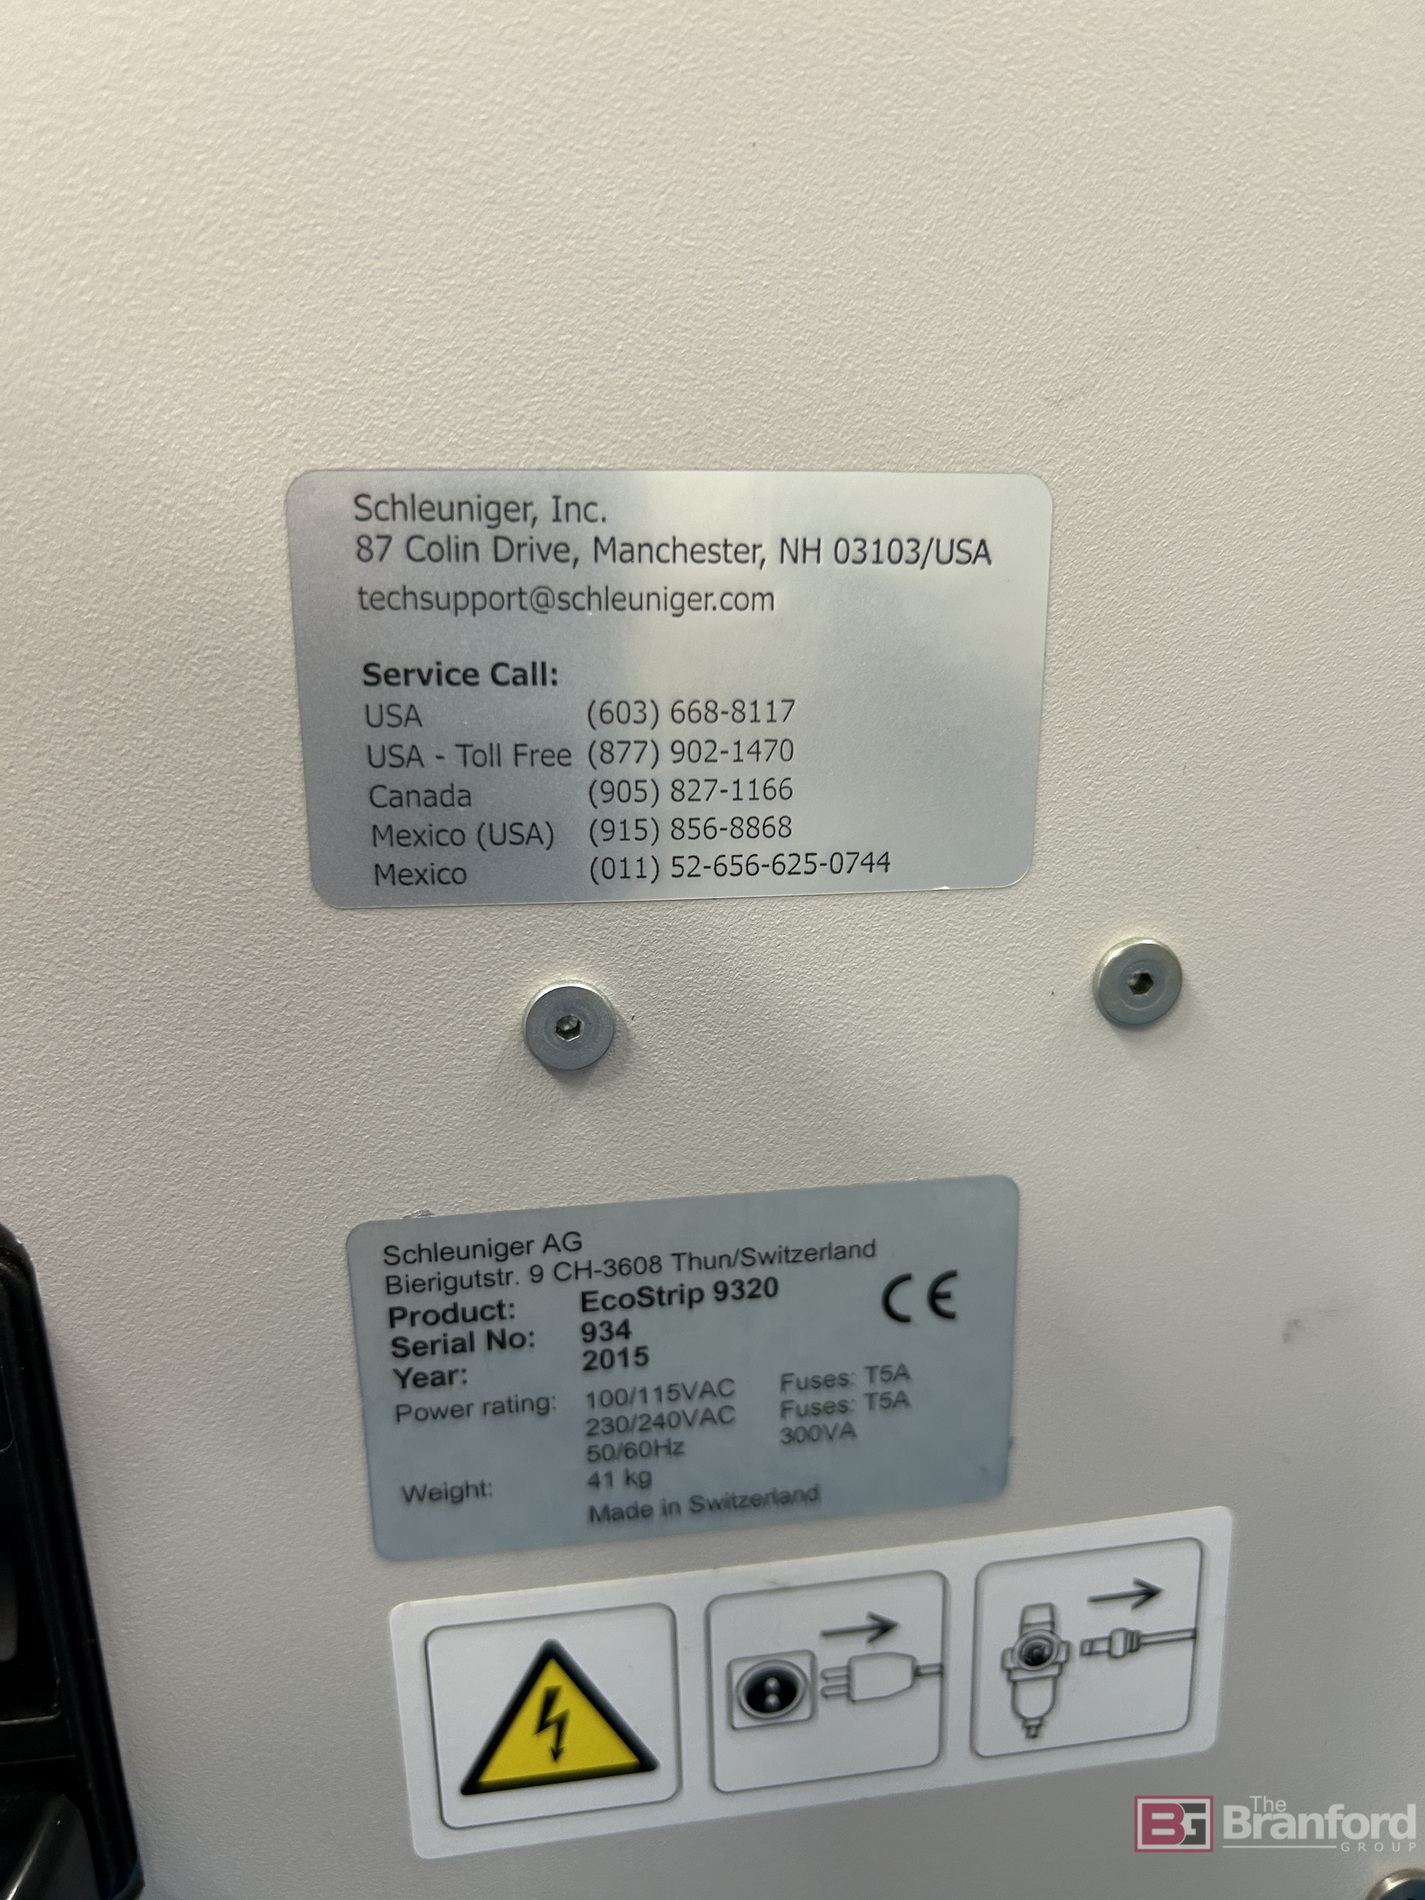 Schleuniger, Inc.
87 Colin Drive, Manchester, NH 03103/USA
techsupport@schleuniger.com
Service Call:
USA (603) 668-8117
USA - Toll Free (877) 902-1470
Canada (905) 827-1166
Mexico (USA) (915) 856-8868
Mexico (011) 52-656-625-0744
Schleuniger AG
Bierigutstr. 9 CH-3608 Thun/Switzerland
Product: EcoStrip 9320 CE
Serial No: 934
Year: 2015
Power rating: 100/115VAC Fuses: T5A
230/240VAC Fuses: T5A
50/60Hz 300VA
Weight: 41 kg
Made in Switzerland
BG The
Branford
GROUP